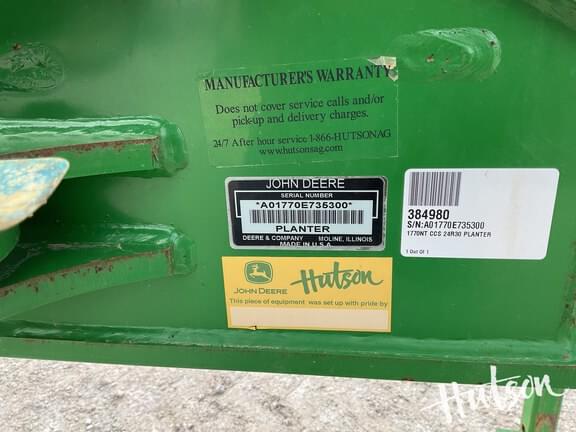 MANUFACTURER'S WARRANTY
Does not cover service calls and/or
pick-up and delivery charges.
24/7 After hour service 1-866-HUTSONAG
www.hutsonag.com
JOHN DEERE
SERIAL NUMBER
*A01770E735300*
PLANTER
DEERE & COMPANY MOLINE, ILLINOIS
MADE IN U.S.A.
384980
S/N:A01770E735300
1770NT CCS 24R30 PLANTER
1 Out Of 1
JOHN DEERE
Hutson
This piece of equipment was set up with pride by
Hutson